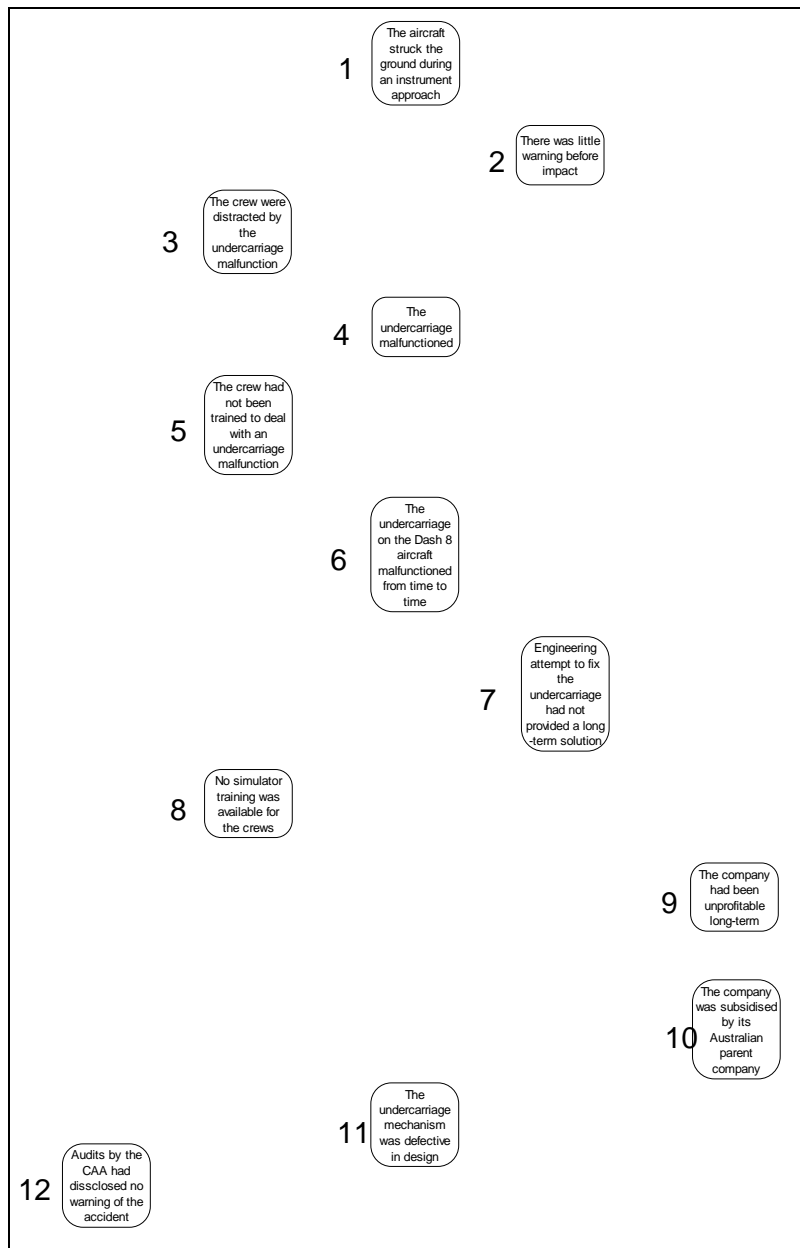 1
The aircraft
struck the
ground during
an instrument
approach
2
There was little
warning before
impact
3
The crew were
distracted by
the
undercarriage
malfunction
4
The
undercarriage
malfunctioned
5
The crew had
not been
trained to deal
with an
undercarriage
malfunction
6
The
undercarriage
on the Dash 8
aircraft
malfunctioned
from time to
time
7
Engineering
attempt to fix
the
undercarriage
had not
provided a long
-term solution
8
No simulator
training was
available for
the crews
9
The company
had been
unprofitable
long-term
10
The company
was subsidised
by its
Australian
parent
company
11
The
undercarriage
mechanism
was defective
in design
12
Audits by the
CAA had
dissclosed no
warning of the
accident